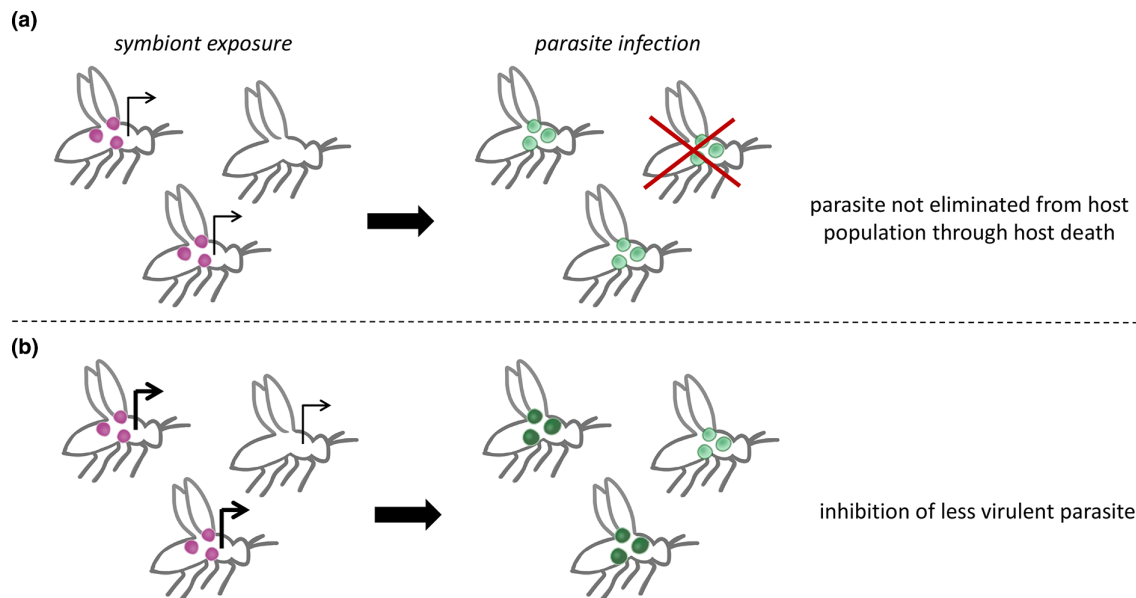 (a)
symbiont exposure
parasite infection
parasite not eliminated from host
population through host death
(b)
inhibition of less virulent parasite